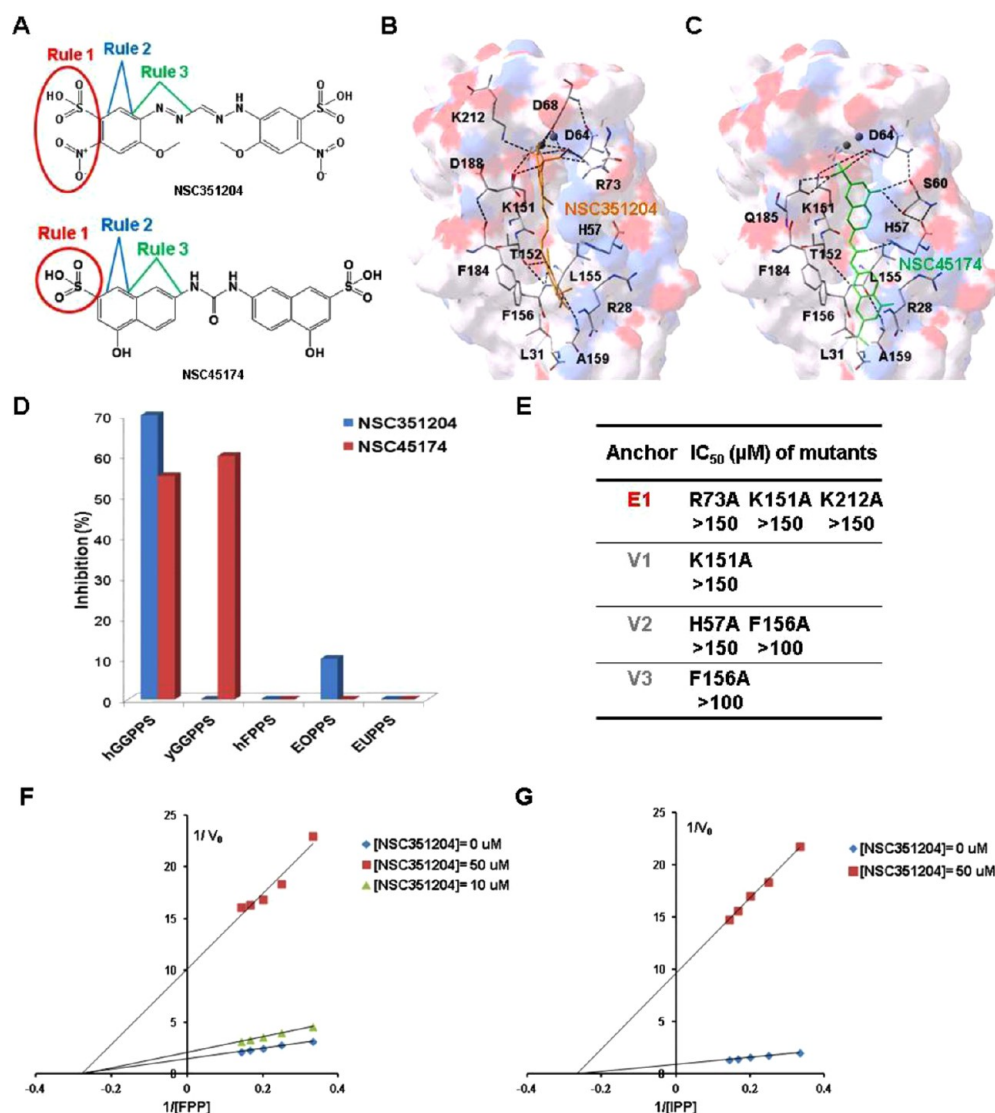 A
Rule 1
Rule 2
Rule 3
HO
O
S
O
N
N
N
H
N
O
S
OH
O
O⁻
N⁺
O
O
O
N⁺
O⁻
O
NSC351204
Rule 1
Rule 2
Rule 3
HO
O
S
O
H
N
H
N
O
O
S
OH
O
OH
OH
NSC45174
B
K212
D68
D64
D188
R73
K151
NSC351204
T152
H57
F184
L155
F156
R28
L31
A159
C
D64
K151
S60
Q185
H57
T152
NSC45174
F184
L155
F156
R28
L31
A159
D
70
60
50
40
30
20
10
0
Inhibition (%)
NSC351204
NSC45174
hGGPPS
yGGPPS
hFPPS
EOPPS
EUPPS
E
Anchor IC₅₀ (µM) of mutants
E1 R73A K151A K212A
>150 >150 >150
V1 K151A
>150
V2 H57A F156A
>150 >100
V3 F156A
>100
F
25
20
15
10
5
0
1/ V₀
-0.4
-0.2
0
0.2
0.4
1/[FPP]
[NSC351204]= 0 uM
[NSC351204]= 50 uM
[NSC351204]= 10 uM
G
25
20
15
10
5
0
1/ V₀
-0.4
-0.2
0
0.2
0.4
1/[IPP]
[NSC351204]= 0 uM
[NSC351204]= 50 uM